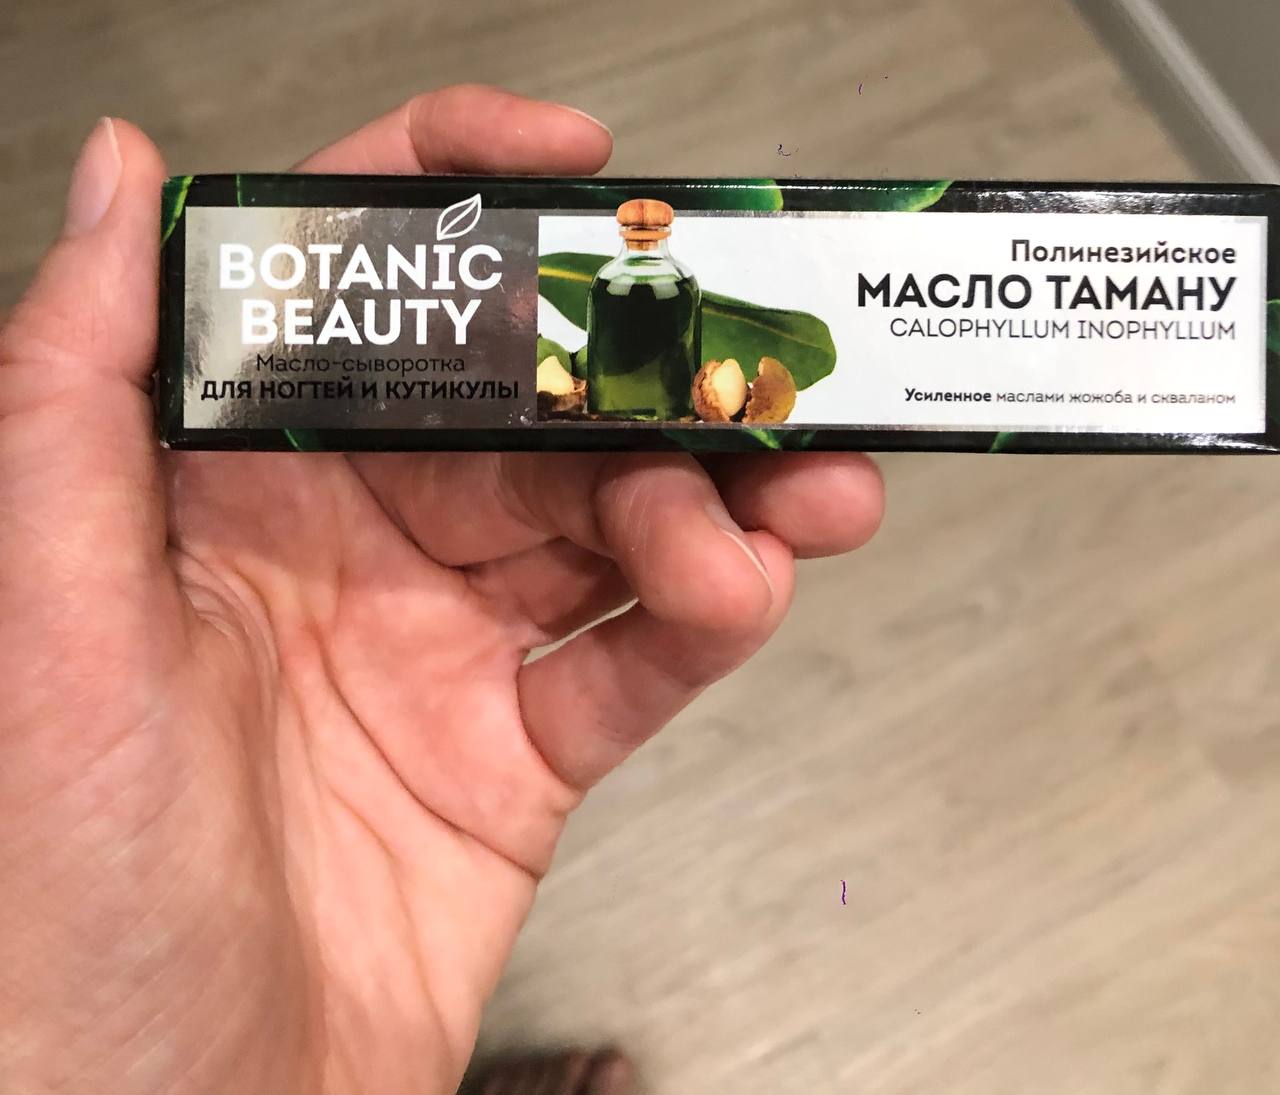 BOTANIC
BEAUTY
Масло-сыворотка
ДЛЯ НОГТЕЙ И КУТИКУЛЫ
Полинезийское
МАСЛО ТАМАНУ
CALOPHYLLUM INOPHYLLUM
Усиленное маслами жожоба и скваланом